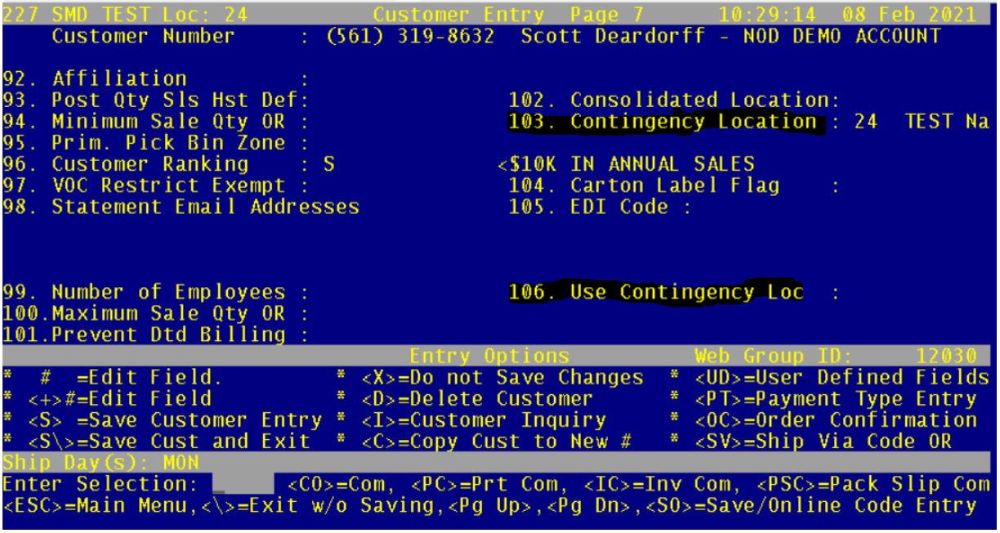 227 SMD TEST Loc: 24 Customer Entry Page 7 10:29:14 08 Feb 2021
Customer Number : (561) 319-8632 Scott Deardorff - NOD DEMO ACCOUNT
92. Affiliation :
93. Post Qty Sls Hst Def: 102. Consolidated Location:
94. Minimum Sale Qty OR : 103. Contingency Location : 24 TEST Na
95. Prim. Pick Bin Zone :
96. Customer Ranking : S <$10K IN ANNUAL SALES
97. VOC Restrict Exempt : 104. Carton Label Flag :
98. Statement Email Addresses 105. EDI Code :
99. Number of Employees : 106. Use Contingency Loc :
100.Maximum Sale Qty OR :
101.Prevent Dtd Billing :
Entry Options Web Group ID: 12030
* # =Edit Field. * <X>=Do not Save Changes * <UD>=User Defined Fields
* <+>#=Edit Field * <D>=Delete Customer * <PT>=Payment Type Entry
* <S> =Save Customer Entry * <I>=Customer Inquiry * <OC>=Order Confirmation
* <S\>=Save Cust and Exit * <C>=Copy Cust to New # * <SV>=Ship Via Code OR
Ship Day(s): MON
Enter Selection: _ <CO>=Com, <PC>=Prt Com, <IC>=Inv Com, <PSC>=Pack Slip Com
<ESC>=Main Menu,<\>=Exit w/o Saving,<Pg Up>,<Pg Dn>,<SO>=Save/Online Code Entry